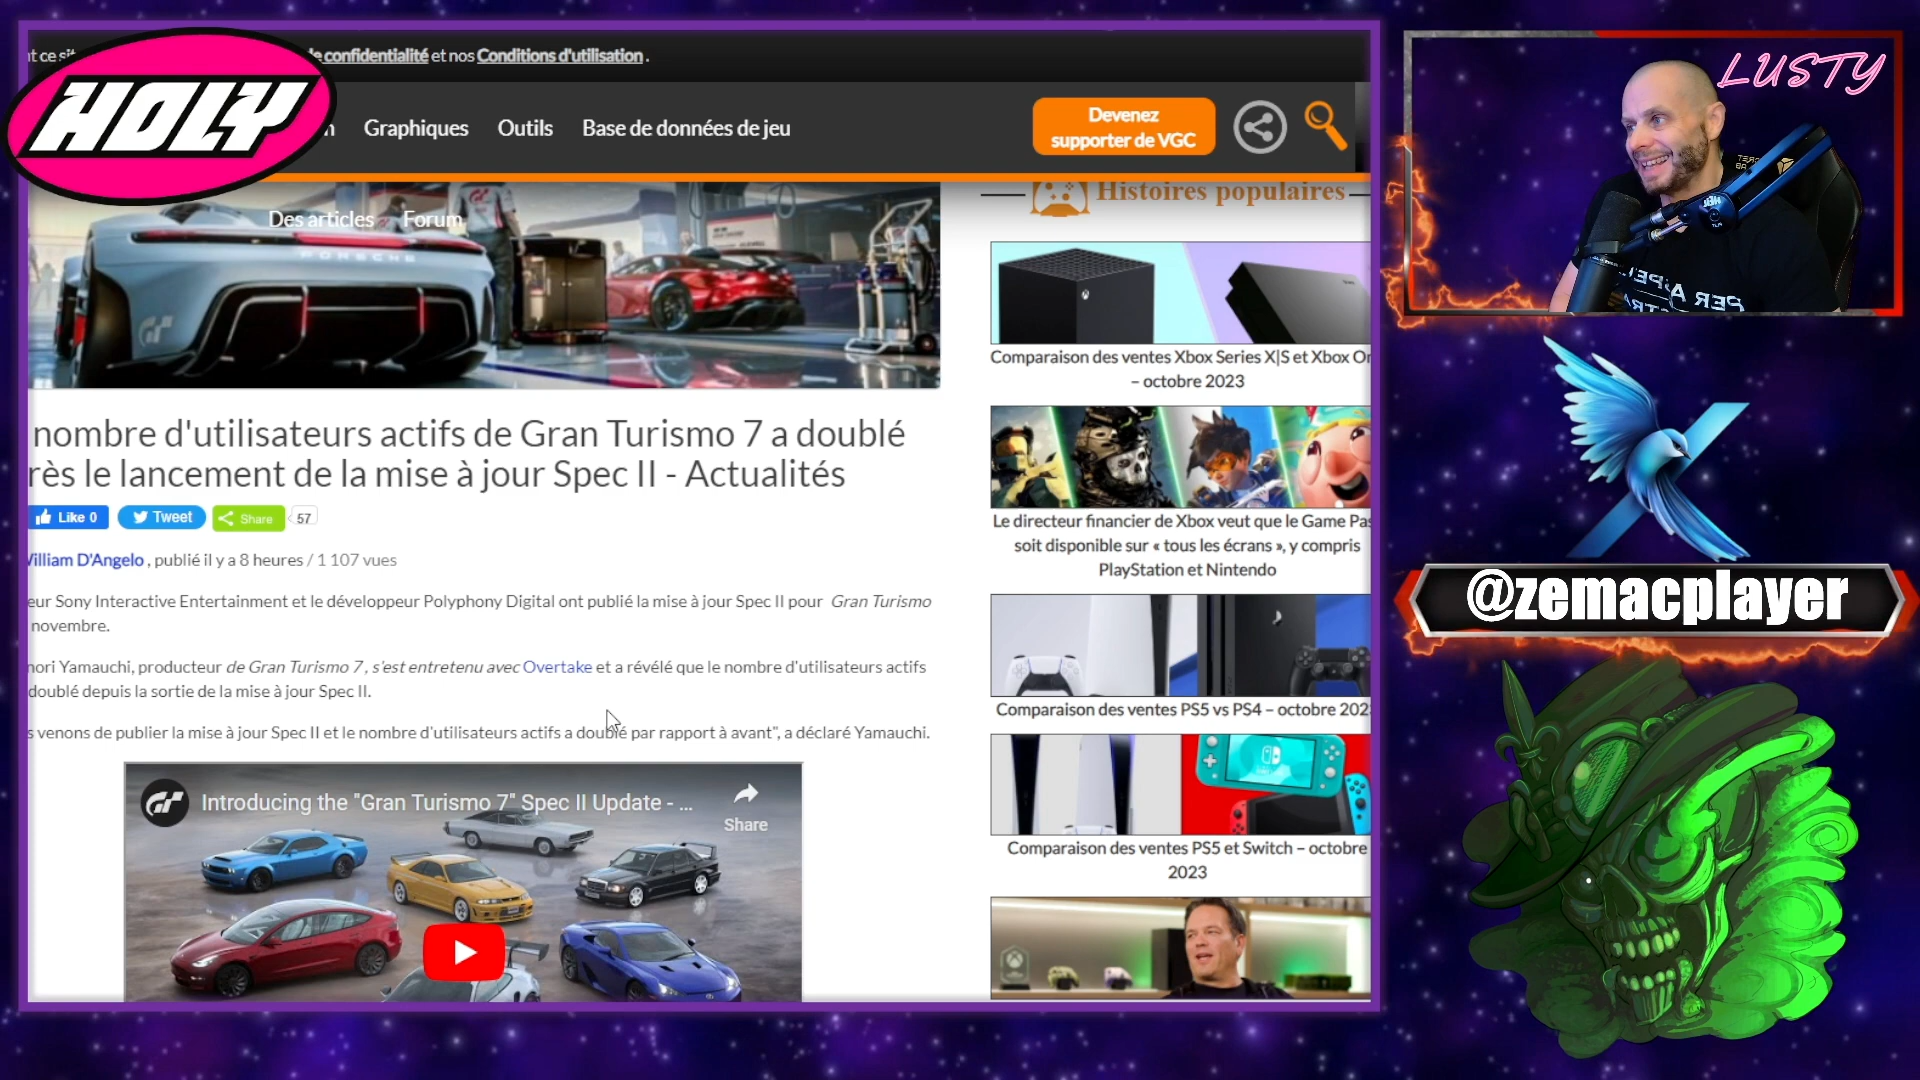 HOLY
confidentialité et nos Conditions d'utilisation .
Graphiques
Outils
Base de données de jeu
Devenez
supporter de VGC
Des articles
Forum
PORSCHE
nombre d'utilisateurs actifs de Gran Turismo 7 a doublé
rès le lancement de la mise à jour Spec II - Actualités
Like 0
Tweet
Share
57
William D'Angelo , publié il y a 8 heures / 1 107 vues
eur Sony Interactive Entertainment et le développeur Polyphony Digital ont publié la mise à jour Spec II pour Gran Turismo
novembre.
nori Yamauchi, producteur de Gran Turismo 7 , s'est entretenu avec Overtake et a révélé que le nombre d'utilisateurs actifs
doublé depuis la sortie de la mise à jour Spec II.
s venons de publier la mise à jour Spec II et le nombre d'utilisateurs actifs a doublé par rapport à avant", a déclaré Yamauchi.
Introducing the "Gran Turismo 7" Spec II Update - ...
Share
Histoires populaires
Comparaison des ventes Xbox Series X|S et Xbox On
– octobre 2023
Le directeur financier de Xbox veut que le Game Pas
soit disponible sur « tous les écrans », y compris
PlayStation et Nintendo
Comparaison des ventes PS5 vs PS4 – octobre 202
Comparaison des ventes PS5 et Switch – octobre
2023
LUSTY
PER ASPE
@zemacplayer